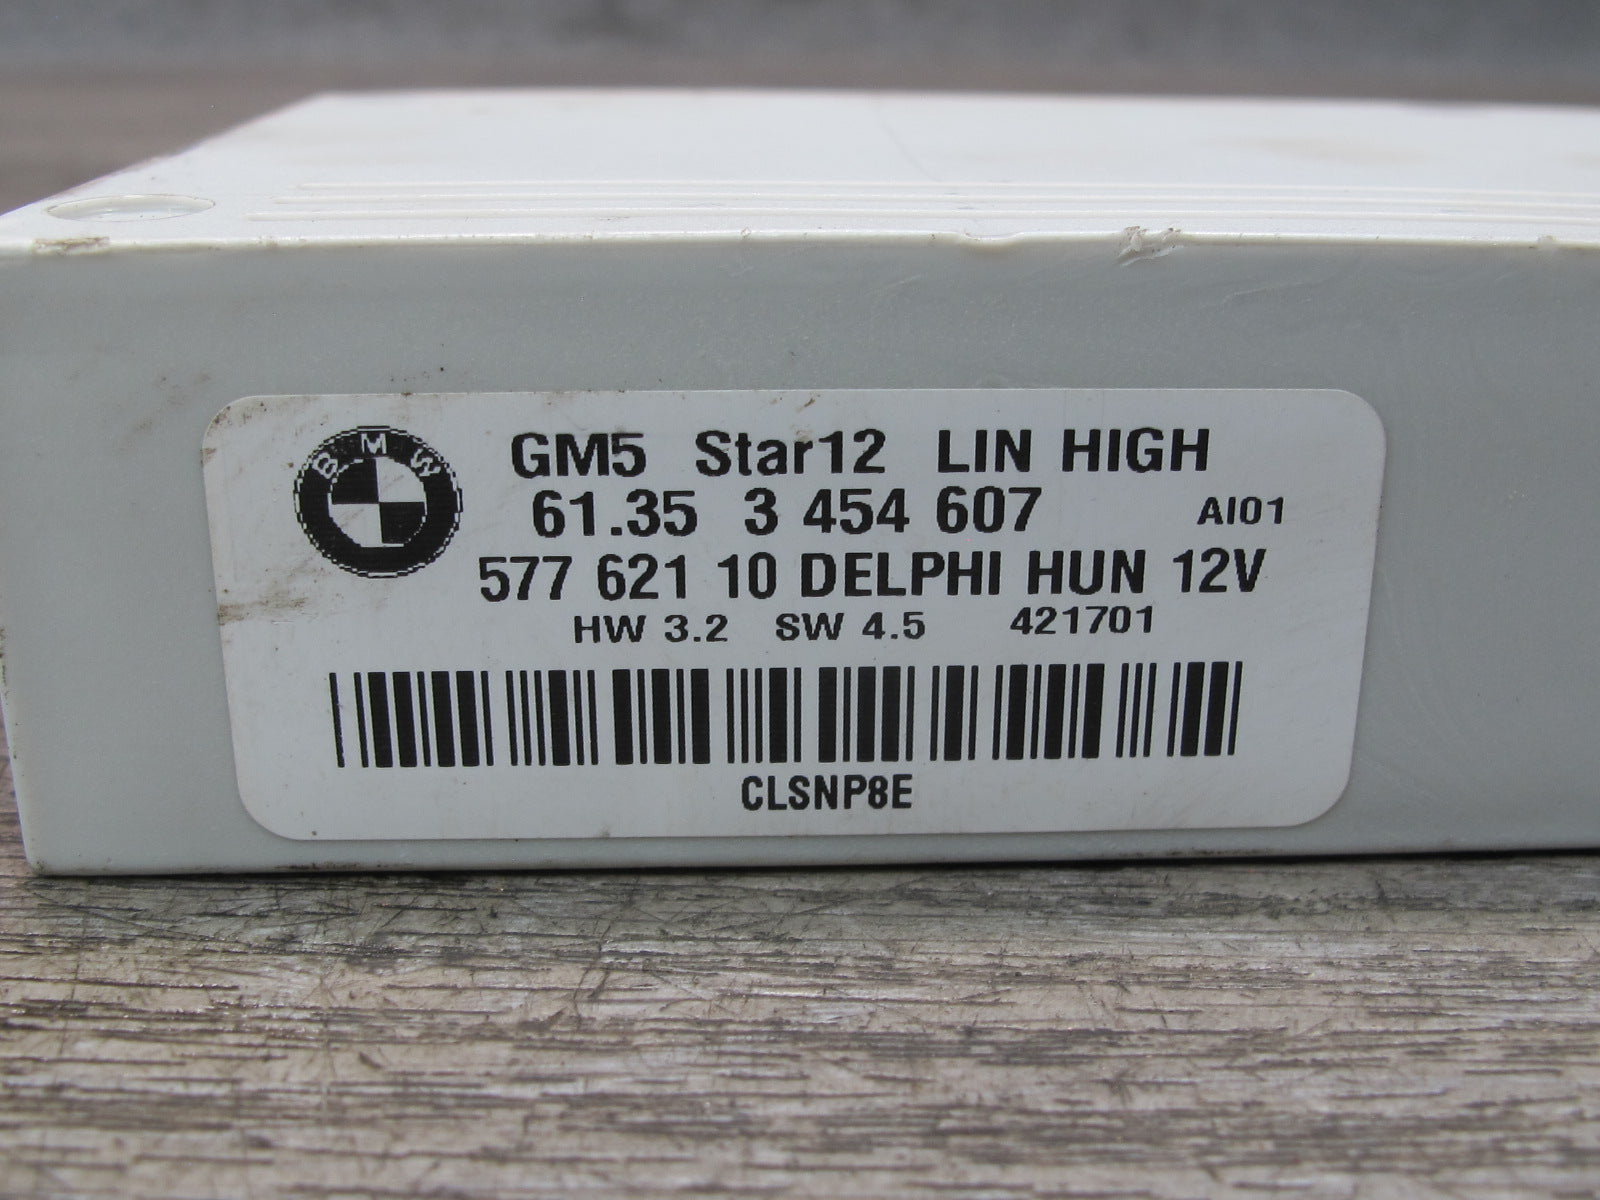 BMW
GM5 Star12 LIN HIGH
61.35 3 454 607 AI01
577 621 10 DELPHI HUN 12V
HW 3.2 SW 4.5 421701
CLSNP8E